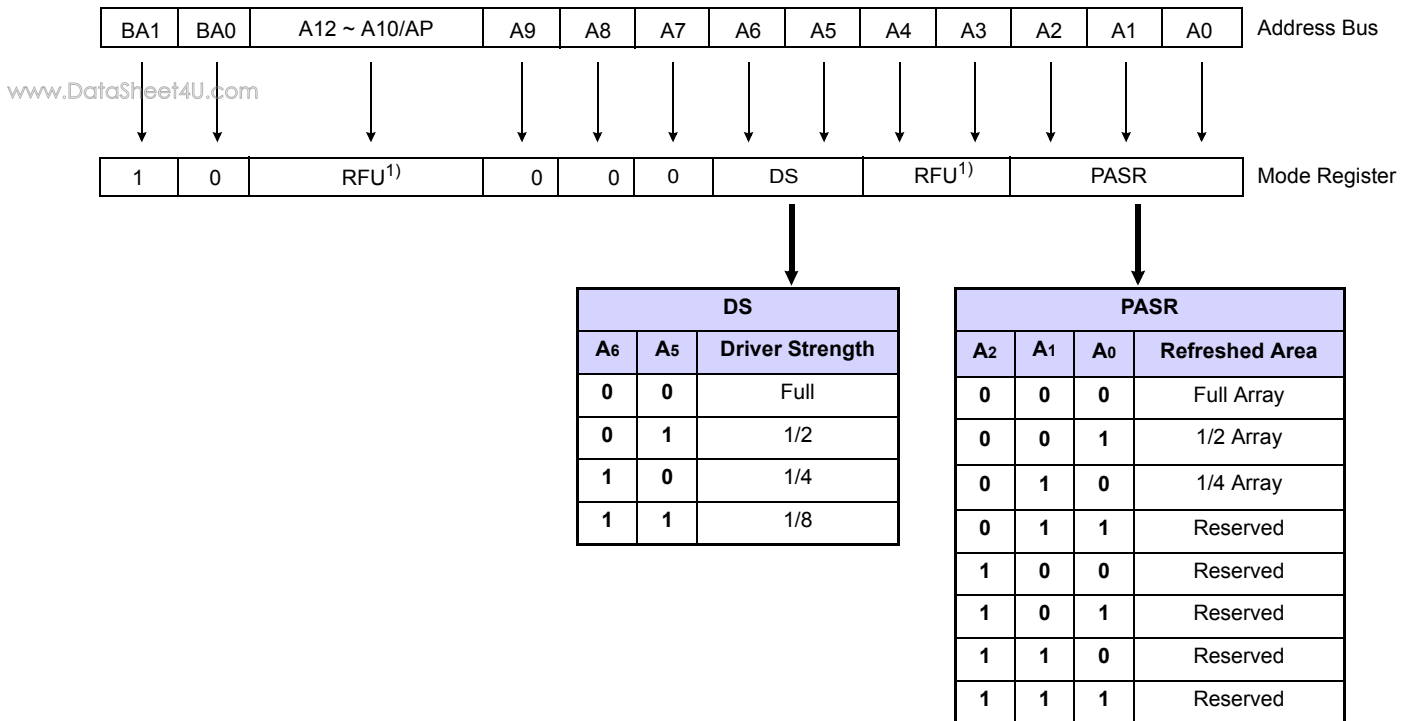 BA1 BA0 A12 ~ A10/AP A9 A8 A7 A6 A5 A4 A3 A2 A1 A0 Address Bus
www.DataSheet4U.com
1 0 RFU1) 0 0 0 DS RFU1) PASR Mode Register
DS
A6 A5 Driver Strength
0 0 Full
0 1 1/2
1 0 1/4
1 1 1/8
PASR
A2 A1 A0 Refreshed Area
0 0 0 Full Array
0 0 1 1/2 Array
0 1 0 1/4 Array
0 1 1 Reserved
1 0 0 Reserved
1 0 1 Reserved
1 1 0 Reserved
1 1 1 Reserved